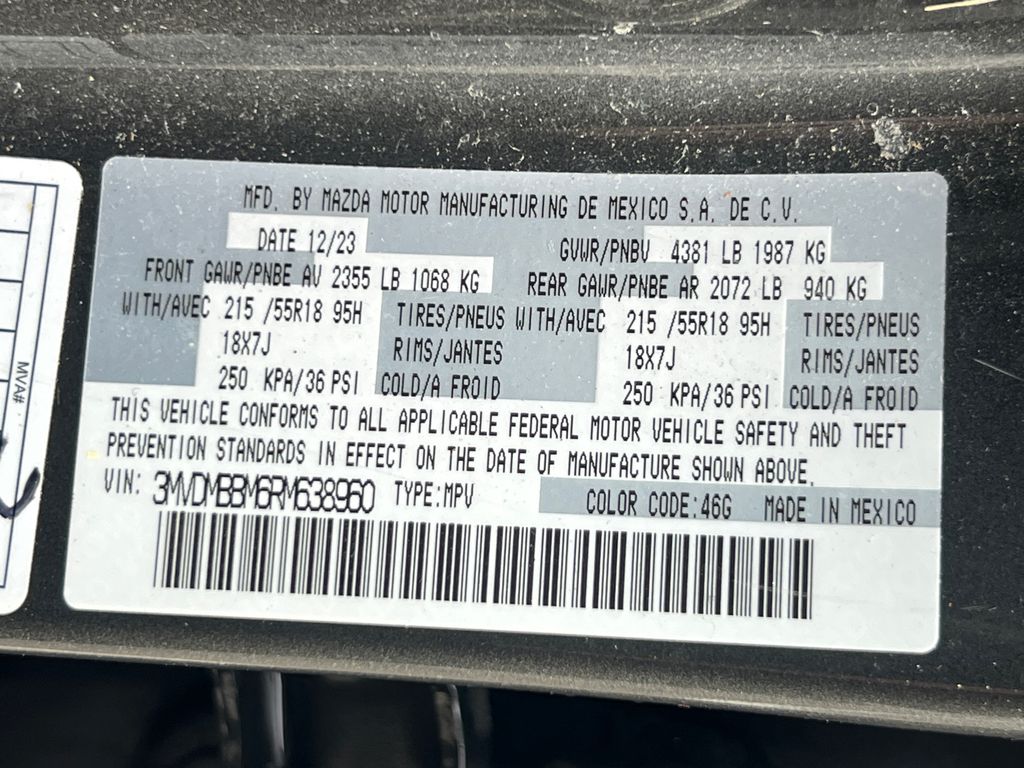 MFD. BY MAZDA MOTOR MANUFACTURING DE MEXICO S.A. DE C.V.
DATE 12/23 GVWR/PNBV 4381 LB 1987 KG
FRONT GAWR/PNBE AV 2355 LB 1068 KG REAR GAWR/PNBE AR 2072 LB 940 KG
WITH/AVEC 215 /55R18 95H TIRES/PNEUS WITH/AVEC 215 /55R18 95H TIRES/PNEUS
18X7J RIMS/JANTES 18X7J RIMS/JANTES
250 KPA/36 PSI COLD/A FROID 250 KPA/36 PSI COLD/A FROID
THIS VEHICLE CONFORMS TO ALL APPLICABLE FEDERAL MOTOR VEHICLE SAFETY AND THEFT
PREVENTION STANDARDS IN EFFECT ON THE DATE OF MANUFACTURE SHOWN ABOVE.
VIN: 3MVDMBBM6RM638960 TYPE:MPV COLOR CODE:46G MADE IN MEXICO
MVA#: